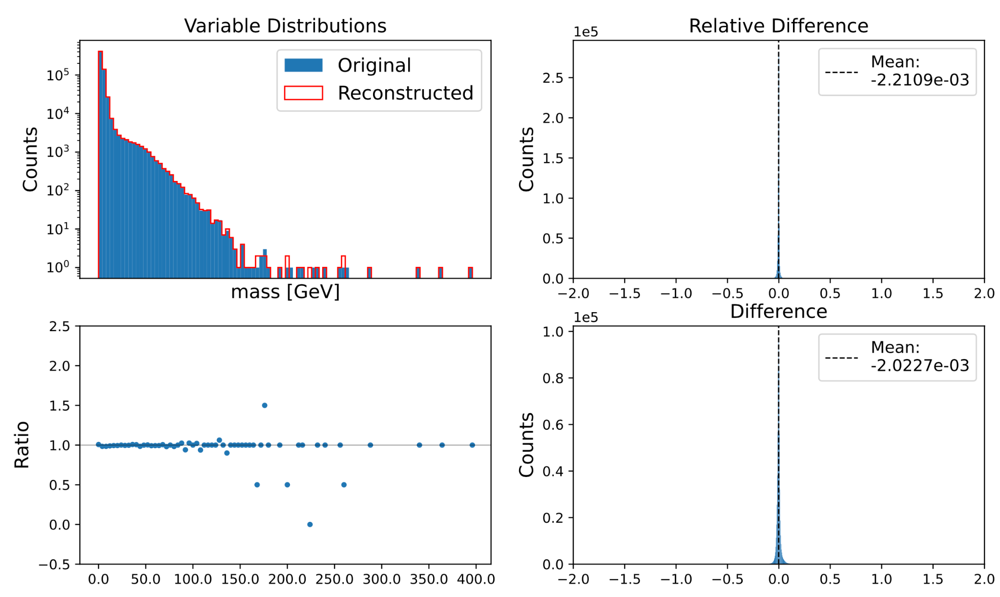 Variable Distributions
Original
Reconstructed
Counts
10⁵
10⁴
10³
10²
10¹
10⁰
mass [GeV]
Relative Difference
1e5
Mean:
-2.2109e-03
Counts
2.5
2.0
1.5
1.0
0.5
0.0
−2.0 −1.5 −1.0 −0.5 0.0 0.5 1.0 1.5 2.0
Ratio
2.5
2.0
1.5
1.0
0.5
0.0
−0.5
0.0 50.0 100.0 150.0 200.0 250.0 300.0 350.0 400.0
Difference
1e5
Mean:
-2.0227e-03
Counts
1.0
0.8
0.6
0.4
0.2
0.0
−2.0 −1.5 −1.0 −0.5 0.0 0.5 1.0 1.5 2.0